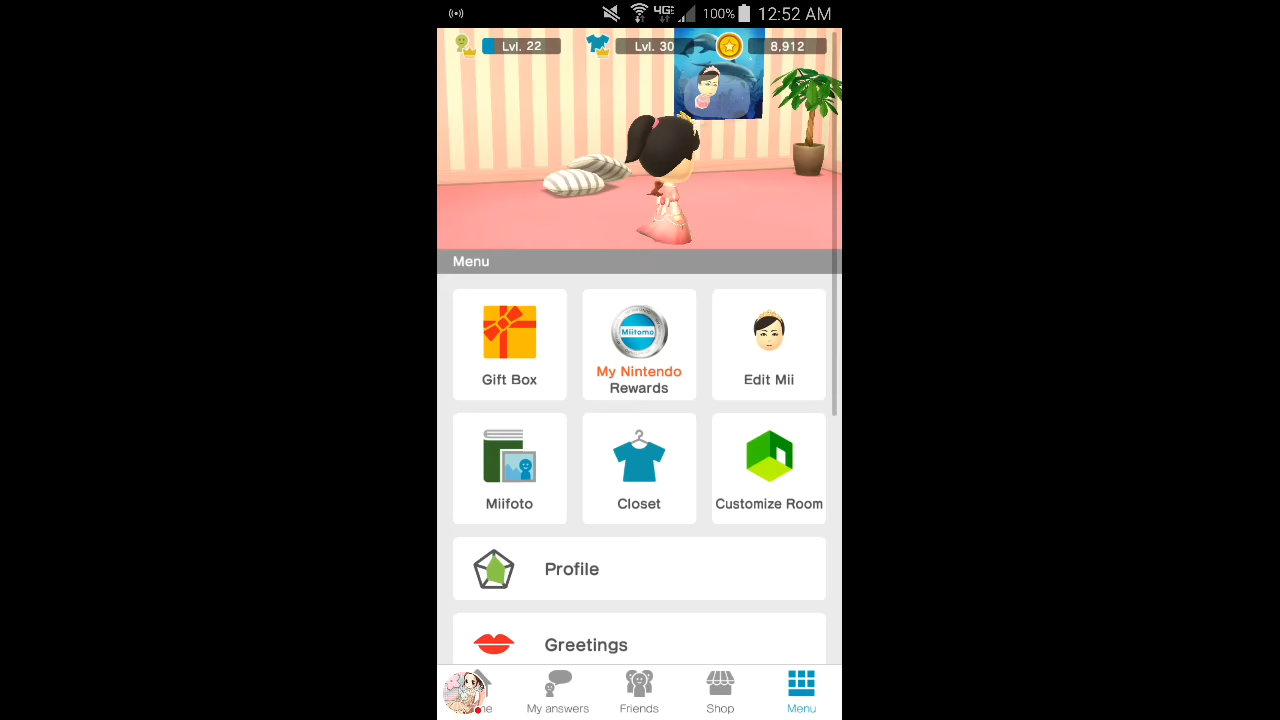 4G 100% 12:52 AM
Lvl. 22 Lvl. 30 8,912
Menu
Miitomo
Gift Box
My Nintendo
Rewards
Edit Mii
Miifoto
Closet
Customize Room
Profile
Greetings
ne
My answers
Friends
Shop
Menu